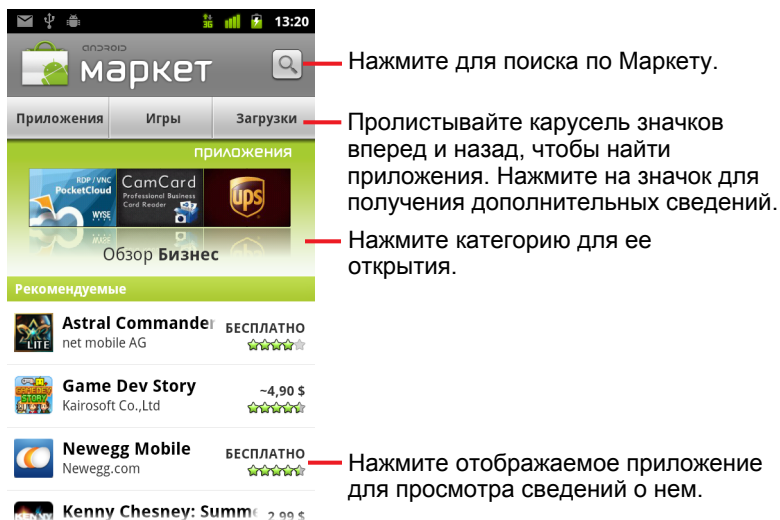 3G 13:20
ANDROID
маркет
Нажмите для поиска по Маркету.
Приложения Игры Загрузки
Пролистывайте карусель значков
вперед и назад, чтобы найти
приложения. Нажмите на значок для
получения дополнительных сведений.
приложения
RDP / VNC
PocketCloud
WYSE
CamCard
Professional Business
Card Reader
ups
Нажмите категорию для ее
открытия.
Обзор Бизнес
Рекомендуемые
LITE
Astral Commander
net mobile AG
БЕСПЛАТНО
STORY
Game Dev Story
Kairosoft Co.,Ltd
~4,90 $
Newegg Mobile
Newegg.com
БЕСПЛАТНО
Нажмите отображаемое приложение
для просмотра сведений о нем.
Kenny Chesney: Summe 2,99 $